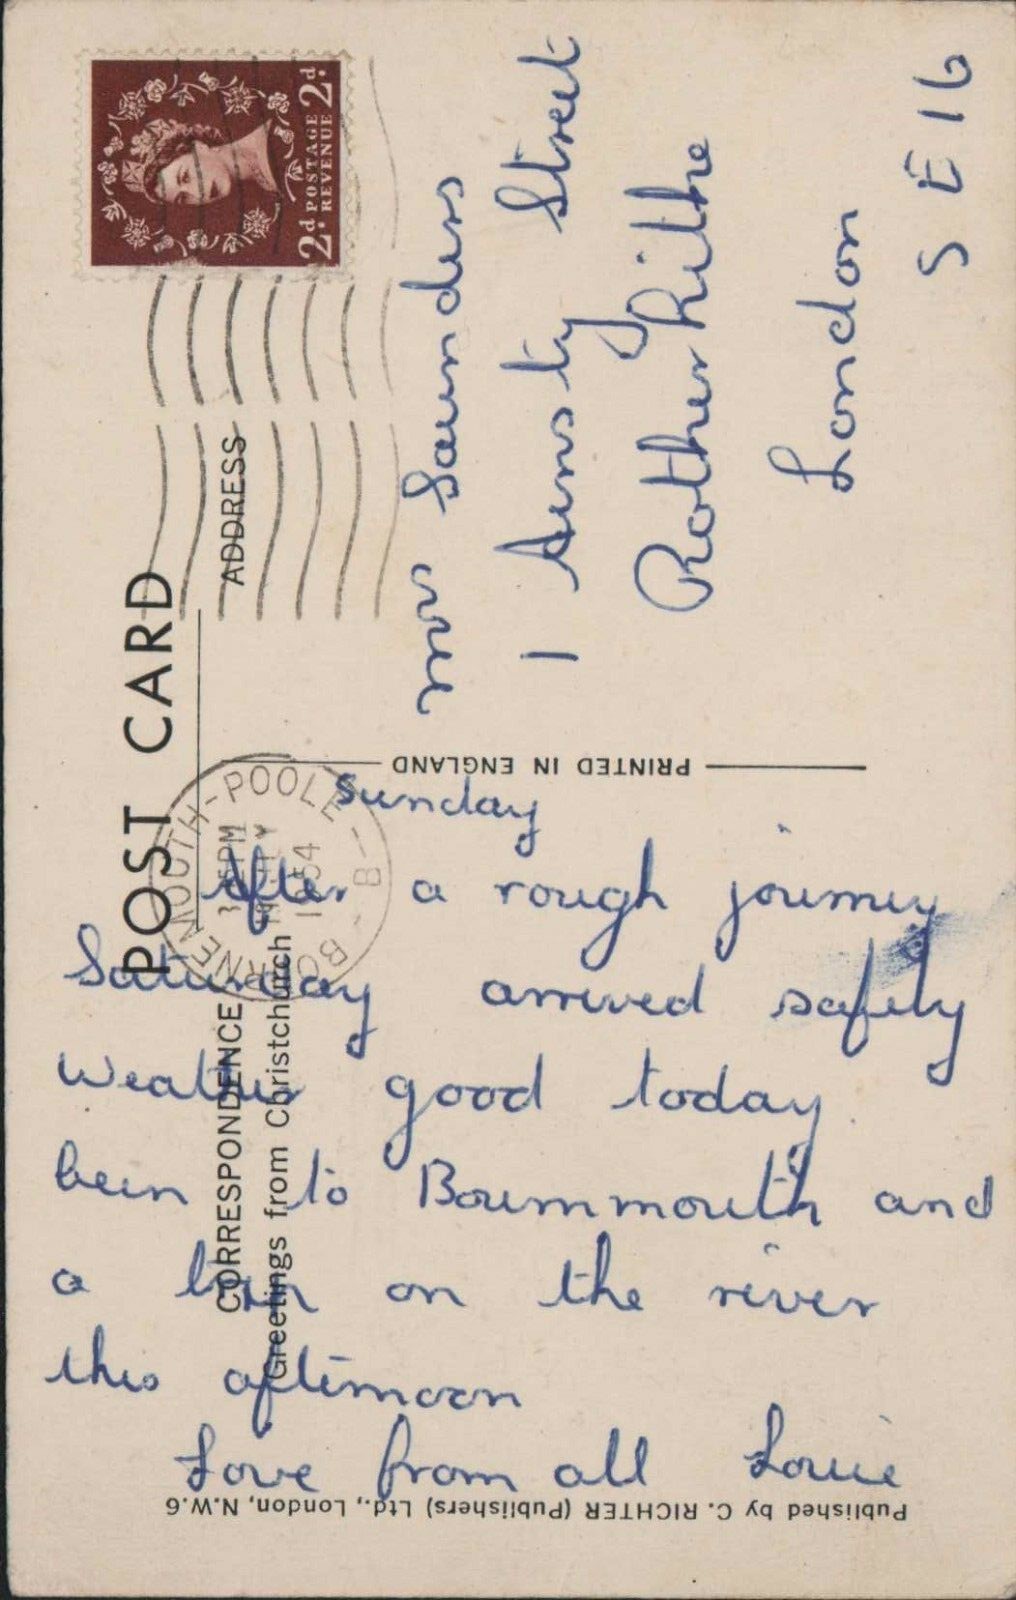 POST CARD
ADDRESS
2d POSTAGE 2d
REVENUE
BOURNEMOUTH-POOLE
B
1954
CORRESPONDENCE
Greetings from Christchurch
PRINTED IN ENGLAND
Published by C. RICHTER (Publishers) Ltd., London, N.W.6
Saunders
1 Street
Rotherhithe
London
S E 16
Sunday
After a rough journey
Saturday arrived safely
Weather good today
been to Bournmouth and
a on the river
this afternoon
Love from all Louie